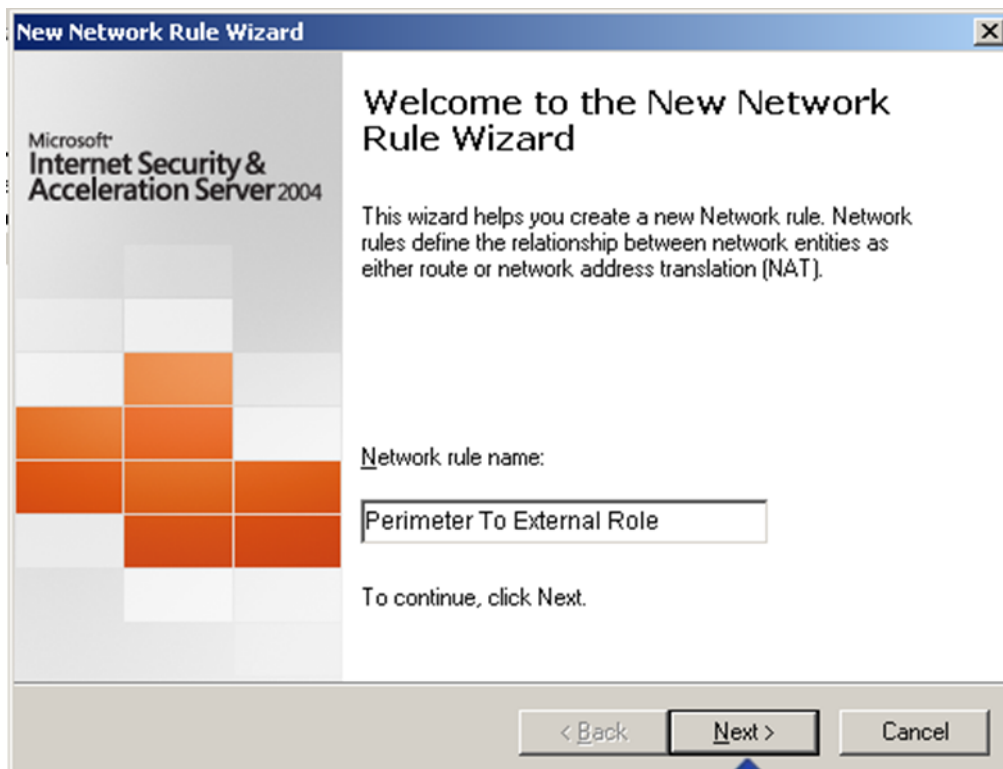 New Network Rule Wizard
Microsoft
Internet Security &
Acceleration Server 2004
Welcome to the New Network
Rule Wizard
This wizard helps you create a new Network rule. Network
rules define the relationship between network entities as
either route or network address translation (NAT).
Network rule name:
Perimeter To External Role
To continue, click Next.
< Back
Next >
Cancel